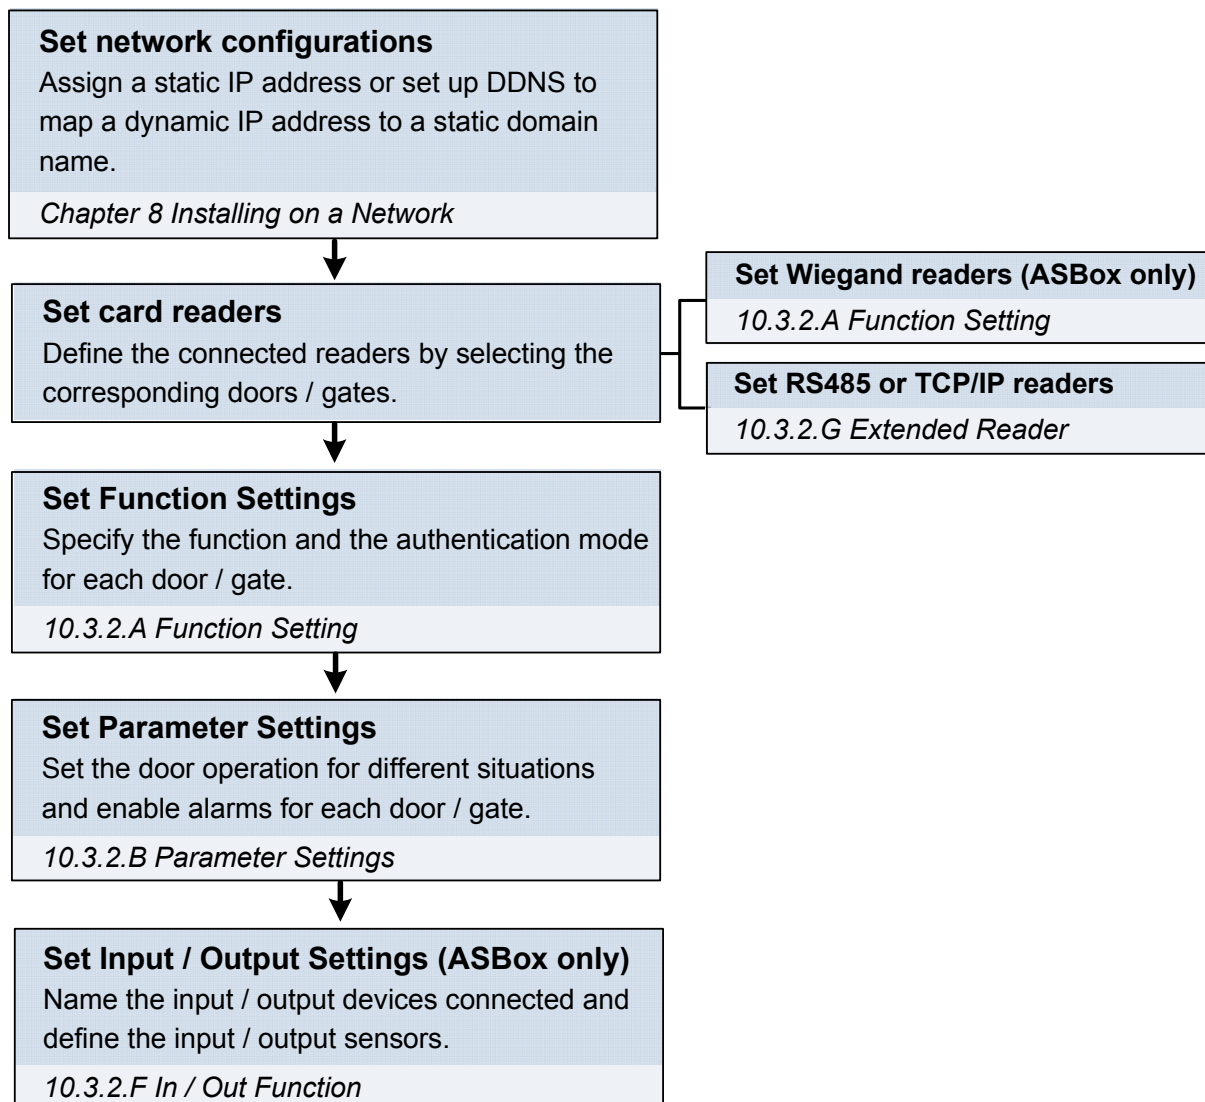 Set network configurations
Assign a static IP address or set up DDNS to
map a dynamic IP address to a static domain
name.
Chapter 8 Installing on a Network
Set card readers
Define the connected readers by selecting the
corresponding doors / gates.
Set Wiegand readers (ASBox only)
10.3.2.A Function Setting
Set RS485 or TCP/IP readers
10.3.2.G Extended Reader
Set Function Settings
Specify the function and the authentication mode
for each door / gate.
10.3.2.A Function Setting
Set Parameter Settings
Set the door operation for different situations
and enable alarms for each door / gate.
10.3.2.B Parameter Settings
Set Input / Output Settings (ASBox only)
Name the input / output devices connected and
define the input / output sensors.
10.3.2.F In / Out Function